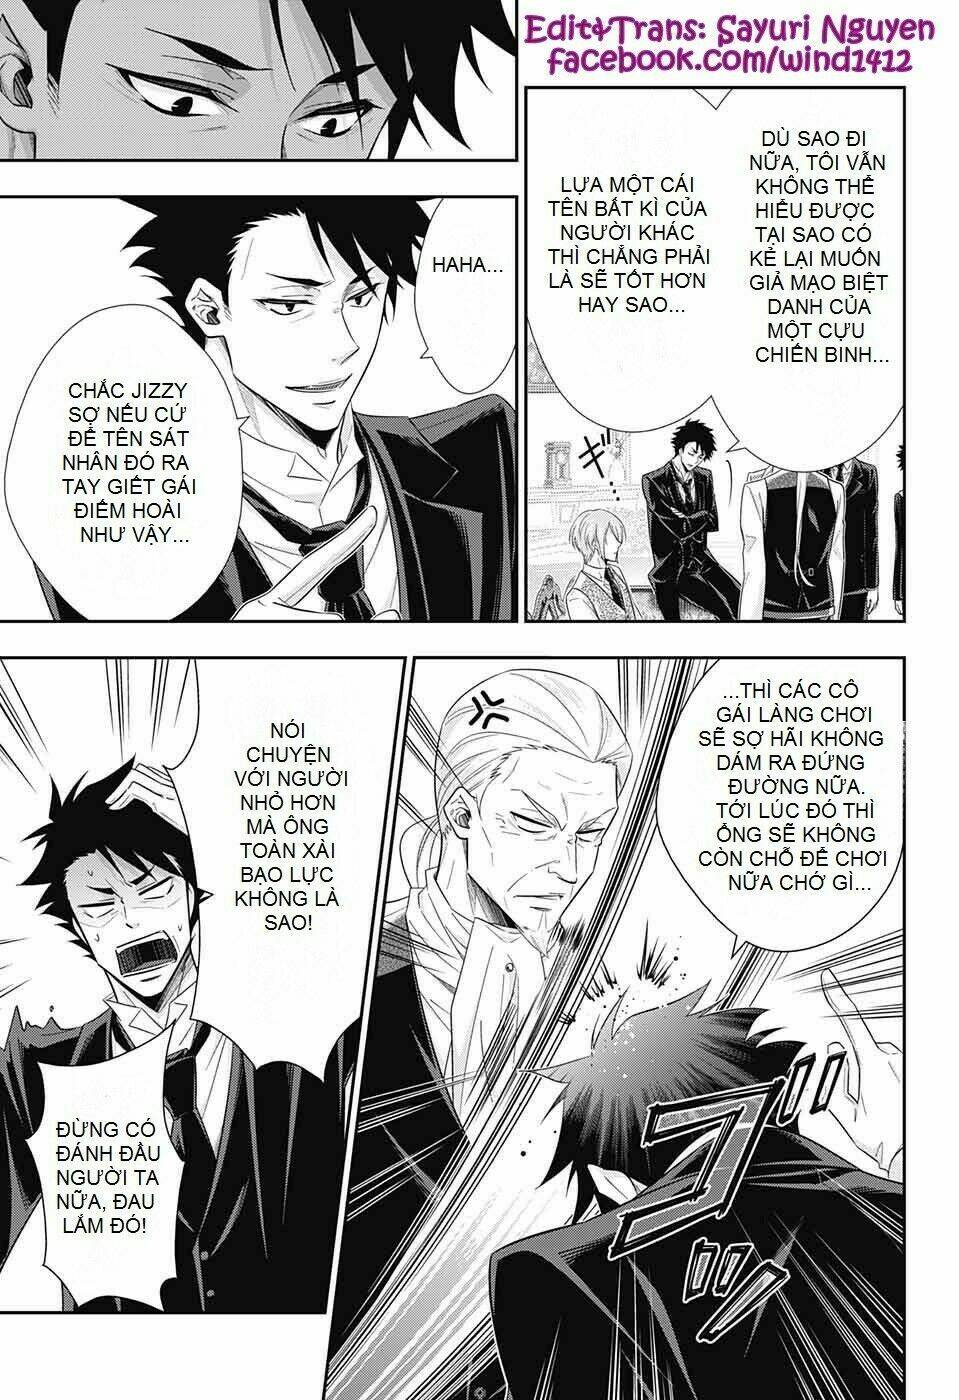 Edit&Trans: Sayuri Nguyen
facebook.com/wind1412
DÙ SAO ĐI
NỮA, TÔI VẪN
KHÔNG THỂ
HIỂU ĐƯỢC
TẠI SAO CÓ
KẺ LẠI MUỐN
GIẢ MẠO BIỆT
DANH CỦA
MỘT CỰU
CHIẾN BINH...
LỰA MỘT CÁI
TÊN BẤT KÌ CỦA
NGƯỜI KHÁC
THÌ CHẲNG PHẢI
LÀ SẼ TỐT HƠN
HAY SAO...
ギシ
HAHA...
CHẮC JIZZY
SỢ NẾU CỨ
ĐỂ TÊN SÁT
NHÂN ĐÓ RA
TAY GIẾT GÁI
ĐIẾM HOÀI
NHƯ VẬY...
...THÌ CÁC CÔ
GÁI LÀNG CHƠI
SẼ SỢ HÃI KHÔNG
DÁM RA ĐỨNG
ĐƯỜNG NỮA.
TỚI LÚC ĐÓ THÌ
ỔNG SẼ KHÔNG
CÒN CHỖ ĐỂ CHƠI
NỮA CHỚ GÌ...
NÓI
CHUYỆN
VỚI NGƯỜI
NHỎ HƠN
MÀ ÔNG
TOÀN XÀI
BẠO LỰC
KHÔNG LÀ
SAO!
ĐỪNG CÓ
ĐÁNH ĐẦU
NGƯỜI TA
NỮA, ĐAU
LẮM ĐÓ!